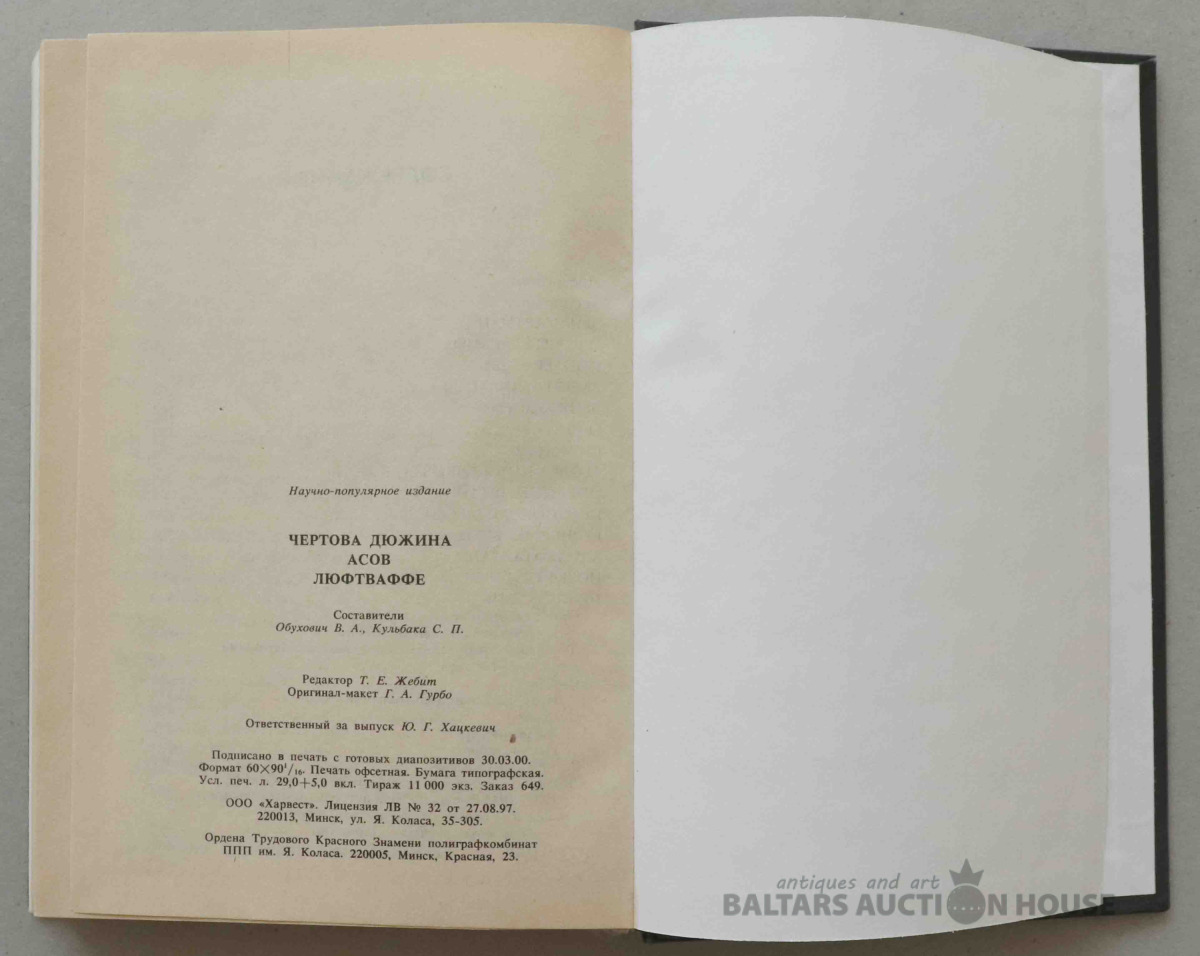 Научно-популярное издание
ЧЕРТОВА ДЮЖИНА
АСОВ
ЛЮФТВАФФЕ
Составители
Обухович В. А., Кульбака С. П.
Редактор Т. Е. Жебит
Оригинал-макет Г. А. Гурбо
Ответственный за выпуск Ю. Г. Хацкевич
Подписано в печать с готовых диапозитивов 30.03.00.
Формат 60×90¹/₁₆. Печать офсетная. Бумага типографская.
Усл. печ. л. 29,0+5,0 вкл. Тираж 11 000 экз. Заказ 649.
ООО «Харвест». Лицензия ЛВ № 32 от 27.08.97.
220013, Минск, ул. Я. Коласа, 35-305.
Ордена Трудового Красного Знамени полиграфкомбинат
ППП им. Я. Коласа. 220005, Минск, Красная, 23.
antiques and art
BALTARS AUCTION HOUSE